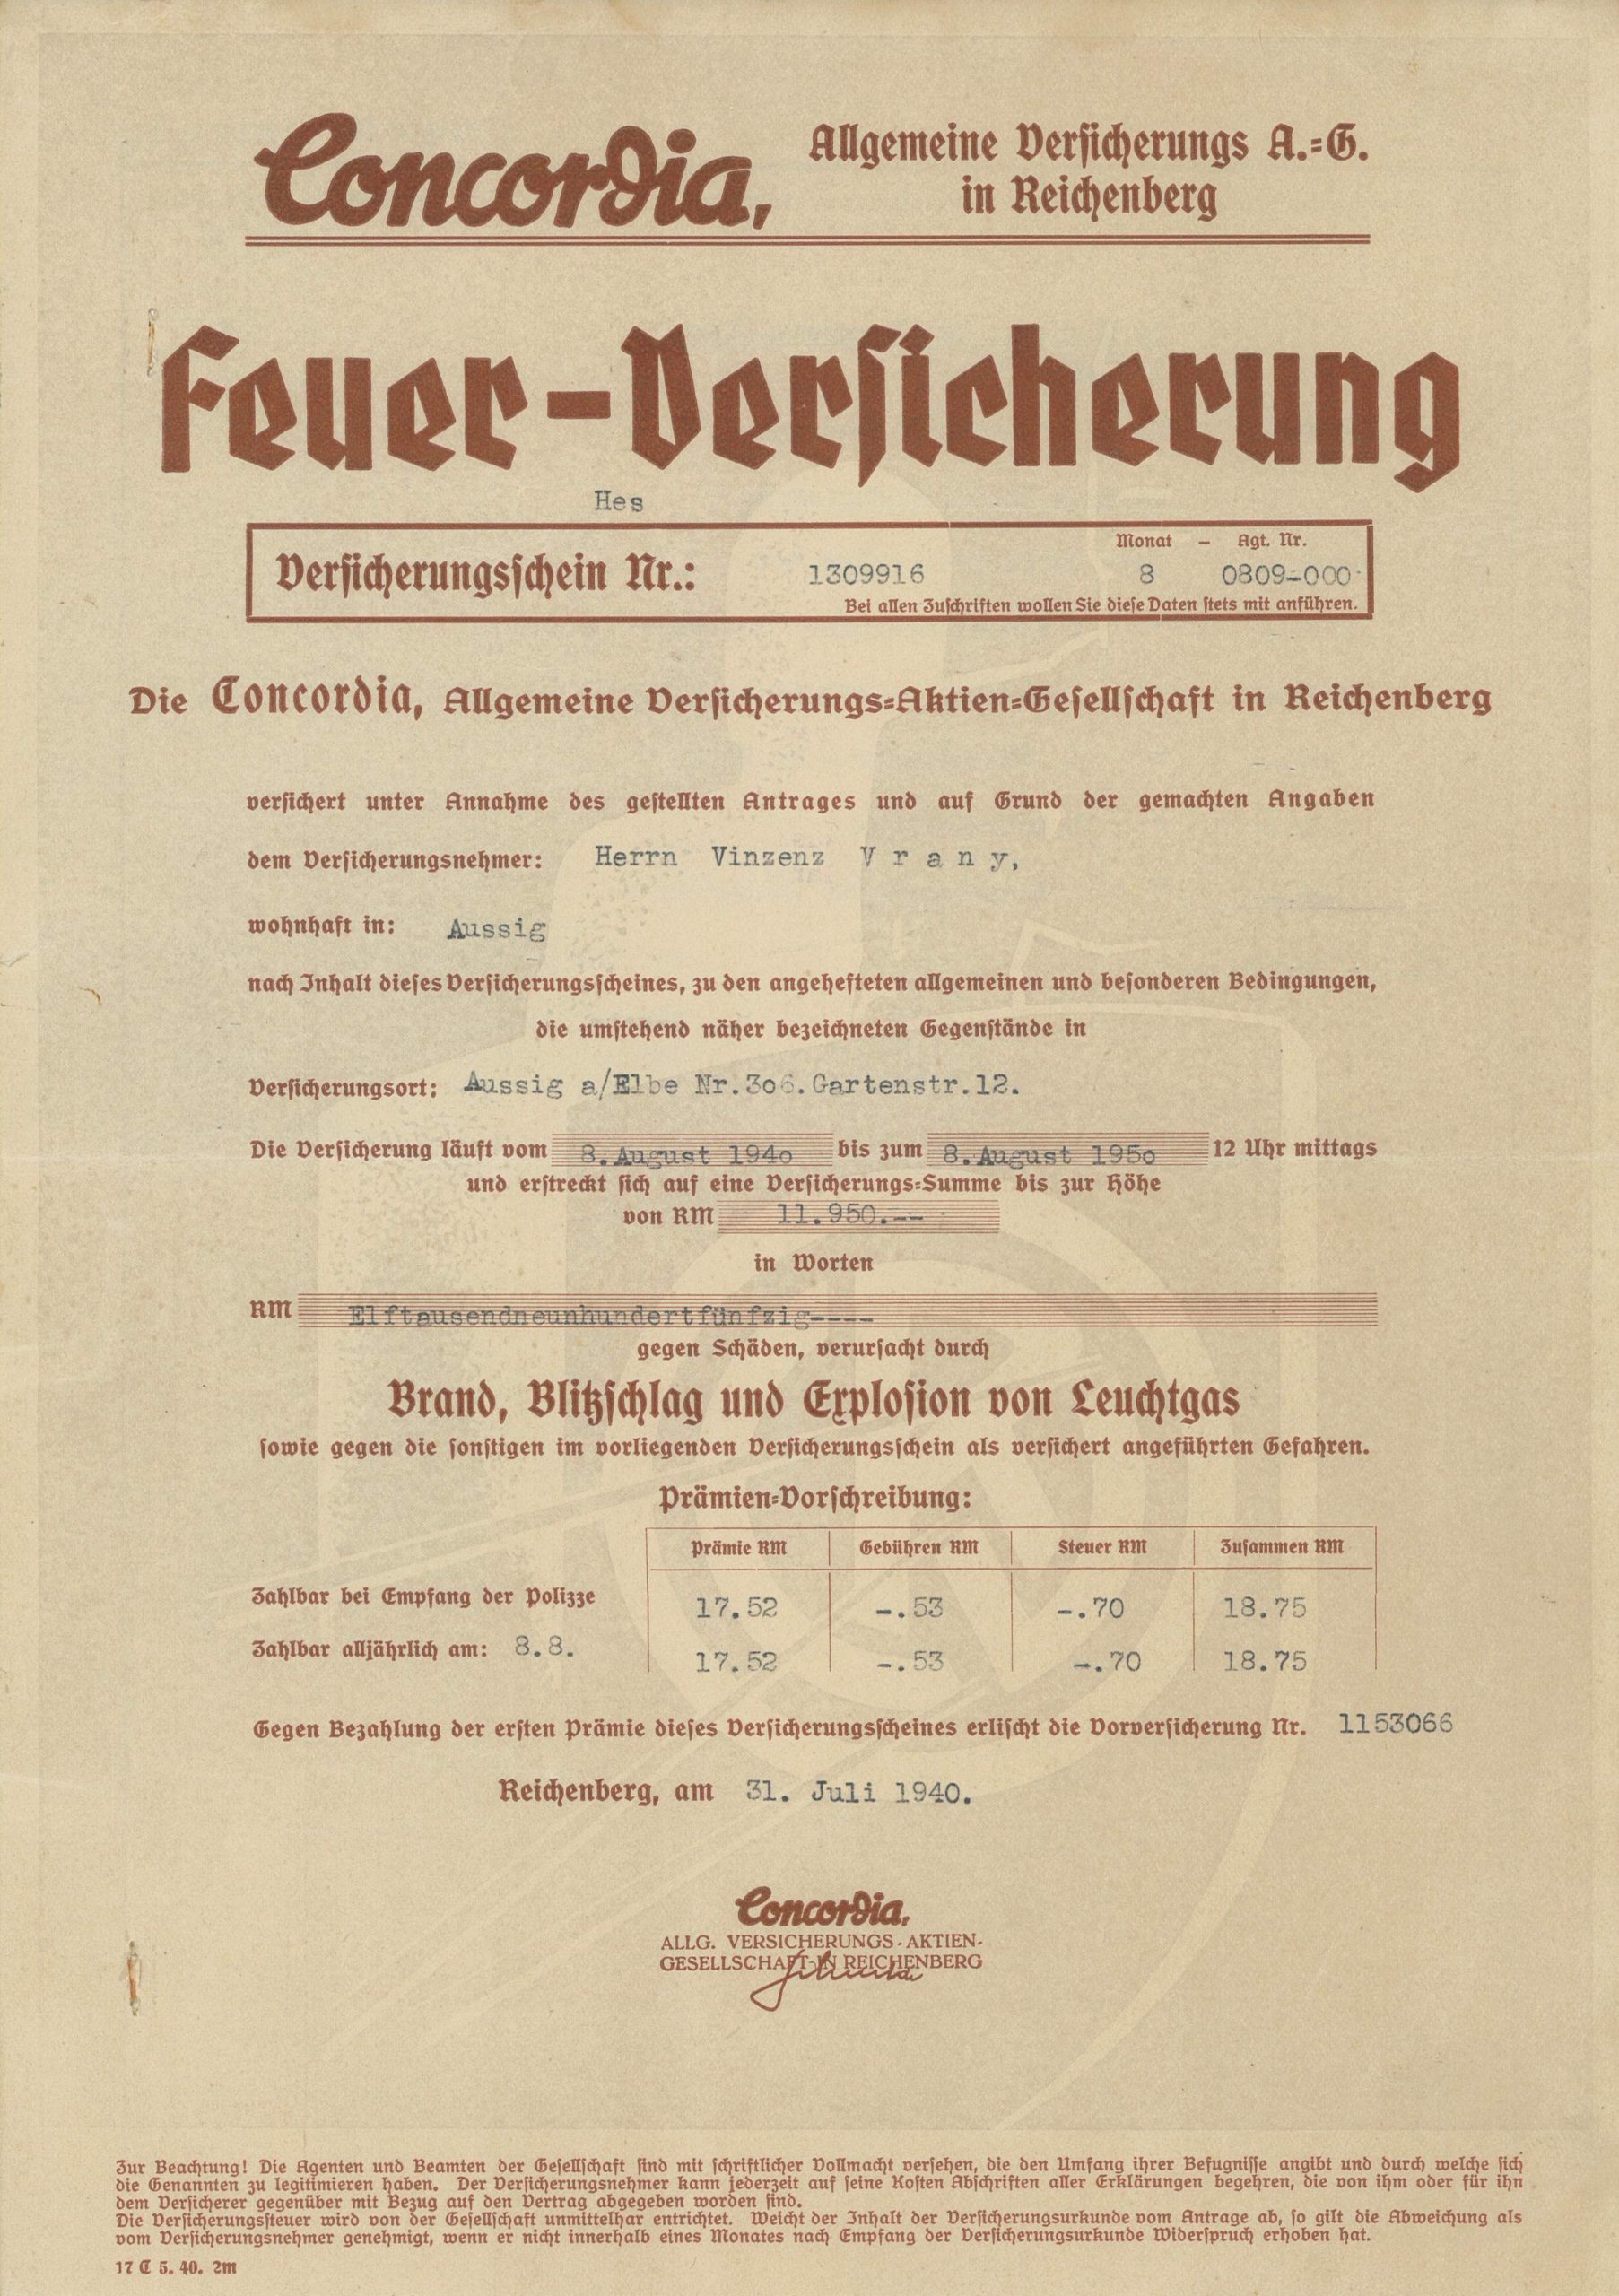 Concordia,
Allgemeine Versicherungs A.=G.
in Reichenberg
Feuer-Versicherung
Hes
Monat – Agt. Nr.
Versicherungsschein Nr.: 1309916 8 0809-000
Bei allen Zuschriften wollen Sie diese Daten stets mit anführen.
Die Concordia, Allgemeine Versicherungs=Aktien=Gesellschaft in Reichenberg
versichert unter Annahme des gestellten Antrages und auf Grund der gemachten Angaben
dem Versicherungsnehmer: Herrn Vinzenz V r a n y,
wohnhaft in: Aussig
nach Inhalt dieses Versicherungsscheines, zu den angehefteten allgemeinen und besonderen Bedingungen,
die umstehend näher bezeichneten Gegenstände in
Versicherungsort: Aussig a/Elbe Nr.3o6.Gartenstr.12.
Die Versicherung läuft vom 8. August 194o bis zum 8. August 195o 12 Uhr mittags
und erstreckt sich auf eine Versicherungs=Summe bis zur Höhe
von RM 11.950.--
in Worten
RM Elftausendneunhundertfünfzig----
gegen Schäden, verursacht durch
Brand, Blitzschlag und Explosion von Leuchtgas
sowie gegen die sonstigen im vorliegenden Versicherungsschein als versichert angeführten Gefahren.
Prämien=Vorschreibung:
Prämie RM Gebühren RM Steuer RM Zusammen RM
Zahlbar bei Empfang der Polizze 17.52 -.53 -.70 18.75
Zahlbar alljährlich am: 8.8. 17.52 -.53 -.70 18.75
Gegen Bezahlung der ersten Prämie dieses Versicherungsscheines erlischt die Vorversicherung Nr. 1153066
Reichenberg, am 31. Juli 1940.
Concordia,
ALLG. VERSICHERUNGS-AKTIEN-
GESELLSCHAFT IN REICHENBERG
Zur Beachtung! Die Agenten und Beamten der Gesellschaft sind mit schriftlicher Vollmacht versehen, die den Umfang ihrer Befugnisse angibt und durch welche sich
die Genannten zu legitimieren haben. Der Versicherungsnehmer kann jederzeit auf seine Kosten Abschriften aller Erklärungen begehren, die von ihm oder für ihn
dem Versicherer gegenüber mit Bezug auf den Vertrag abgegeben worden sind.
Die Versicherungssteuer wird von der Gesellschaft unmittelbar entrichtet. Weicht der Inhalt der Versicherungsurkunde vom Antrage ab, so gilt die Abweichung als
vom Versicherungsnehmer genehmigt, wenn er nicht innerhalb eines Monates nach Empfang der Versicherungsurkunde Widerspruch erhoben hat.
17 C 5. 40. 2m